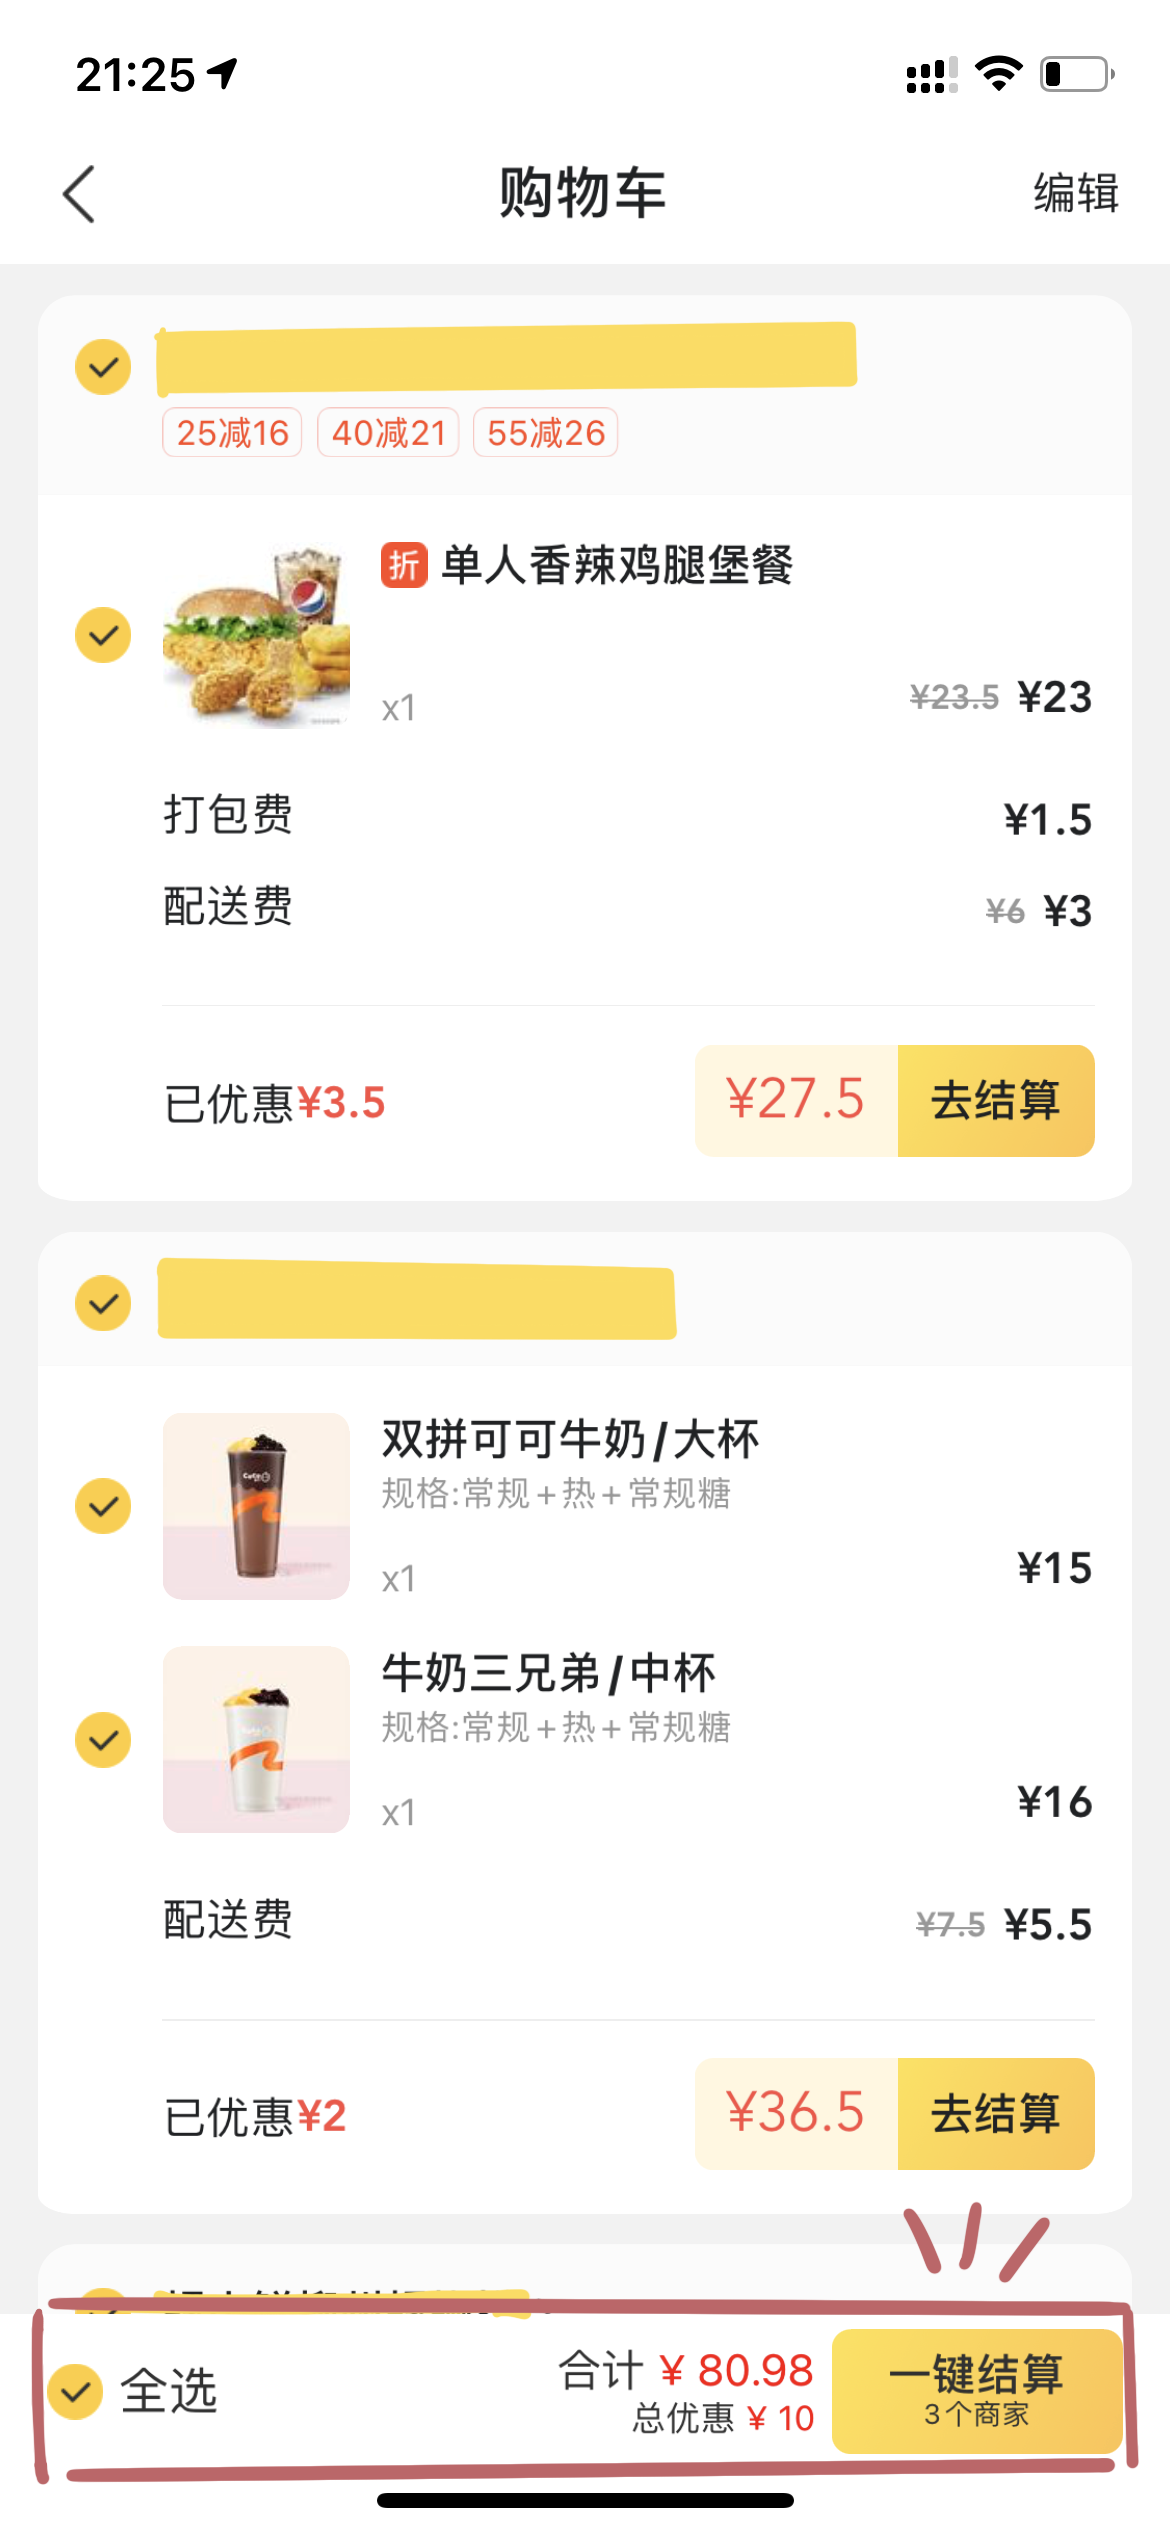 21:25
购物车
编辑
25减16 40减21 55减26
折 单人香辣鸡腿堡餐
x1
¥23.5 ¥23
打包费
¥1.5
配送费
¥6 ¥3
已优惠¥3.5
¥27.5 去结算
双拼可可牛奶/大杯
规格:常规+热+常规糖
x1
¥15
牛奶三兄弟/中杯
规格:常规+热+常规糖
x1
¥16
配送费
¥7.5 ¥5.5
已优惠¥2
¥36.5 去结算
全选
合计 ¥ 80.98
总优惠 ¥ 10
一键结算
3个商家